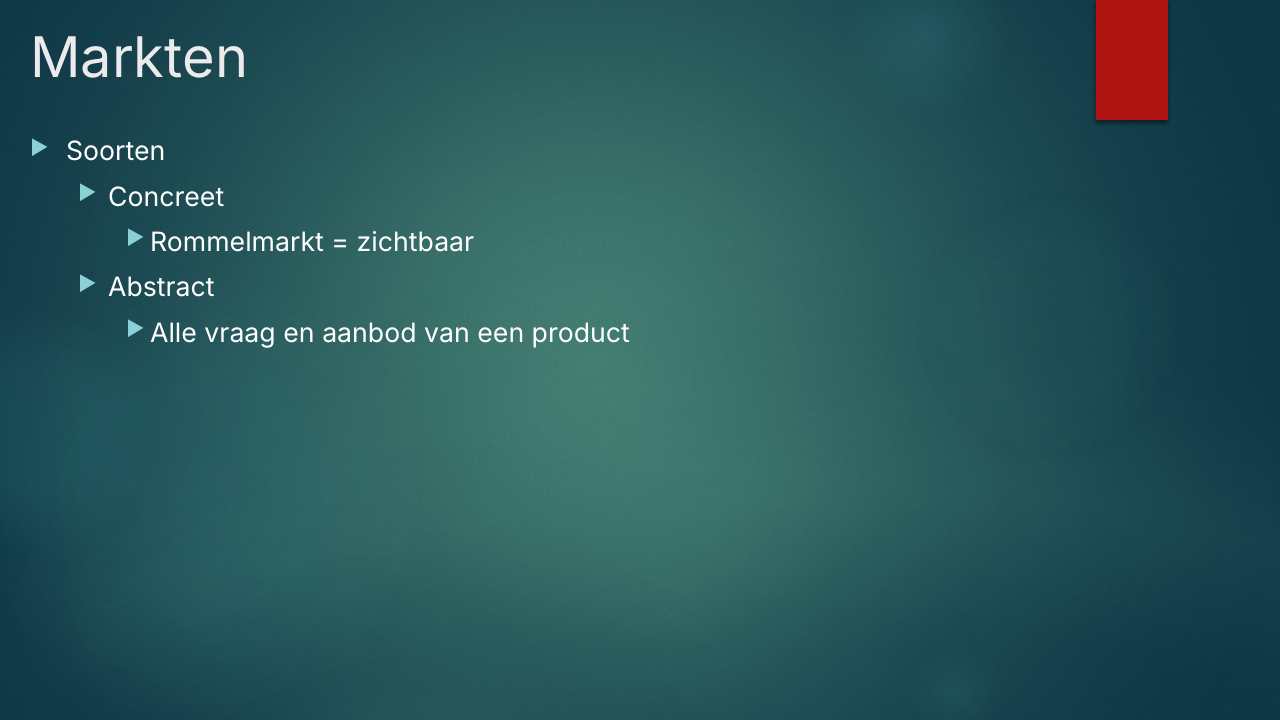 Markten
Soorten
Concreet
Rommelmarkt = zichtbaar
Abstract
Alle vraag en aanbod van een product